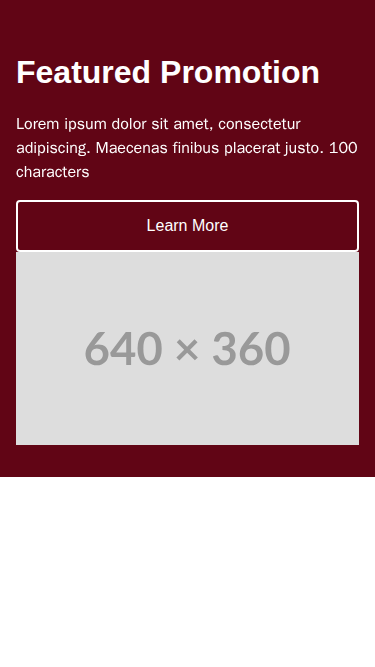 Featured Promotion
Lorem ipsum dolor sit amet, consectetur
adipiscing. Maecenas finibus placerat justo. 100
characters
Learn More
640 × 360